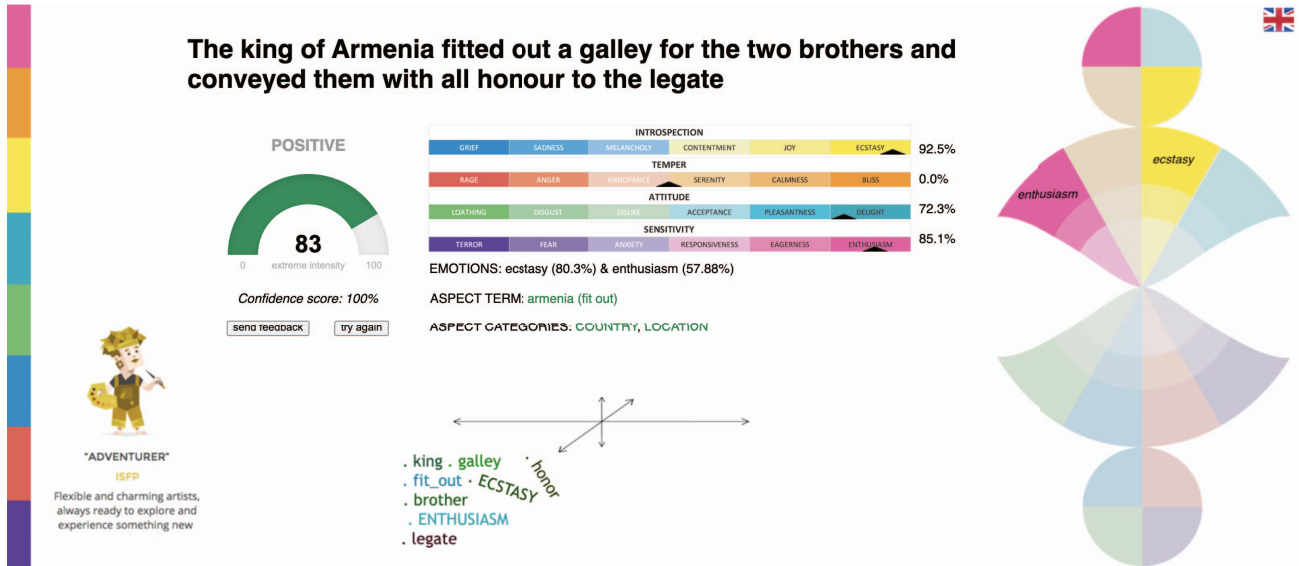 The king of Armenia fitted out a galley for the two brothers and
conveyed them with all honour to the legate
POSITIVE
83
0 extreme intensity 100
Confidence score: 100%
send feedback try again
INTROSPECTION
GRIEF SADNESS MELANCHOLY CONTENTMENT JOY ECSTASY 92.5%
TEMPER
RAGE ANGER ANNOYANCE SERENITY CALMNESS BLISS 0.0%
ATTITUDE
LOATHING DISGUST DISLIKE ACCEPTANCE PLEASANTNESS DELIGHT 72.3%
SENSITIVITY
TERROR FEAR ANXIETY RESPONSIVENESS EAGERNESS ENTHUSIASM 85.1%
EMOTIONS: ecstasy (80.3%) & enthusiasm (57.88%)
ASPECT TERM: armenia (fit out)
ASPECT CATEGORIES: COUNTRY, LOCATION
"ADVENTURER"
ISFP
Flexible and charming artists,
always ready to explore and
experience something new
. king . galley . honor
. fit_out . ECSTASY
. brother
. ENTHUSIASM
. legate
ecstasy
enthusiasm